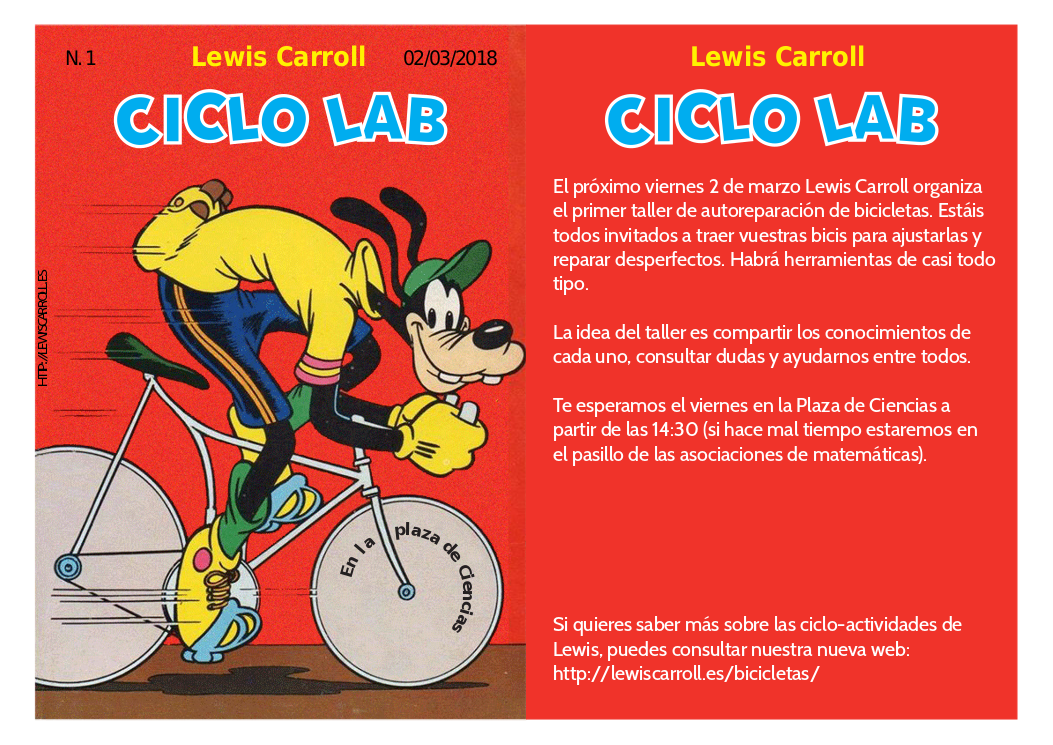 N. 1
Lewis Carroll
02/03/2018
CICLO LAB
HTTP://LEWISCARROLL.ES
En la plaza de Ciencias
Lewis Carroll
CICLO LAB
El próximo viernes 2 de marzo Lewis Carroll organiza
el primer taller de autoreparación de bicicletas. Estáis
todos invitados a traer vuestras bicis para ajustarlas y
reparar desperfectos. Habrá herramientas de casi todo
tipo.
La idea del taller es compartir los conocimientos de
cada uno, consultar dudas y ayudarnos entre todos.
Te esperamos el viernes en la Plaza de Ciencias a
partir de las 14:30 (si hace mal tiempo estaremos en
el pasillo de las asociaciones de matemáticas).
Si quieres saber más sobre las ciclo-actividades de
Lewis, puedes consultar nuestra nueva web:
http://lewiscarroll.es/bicicletas/